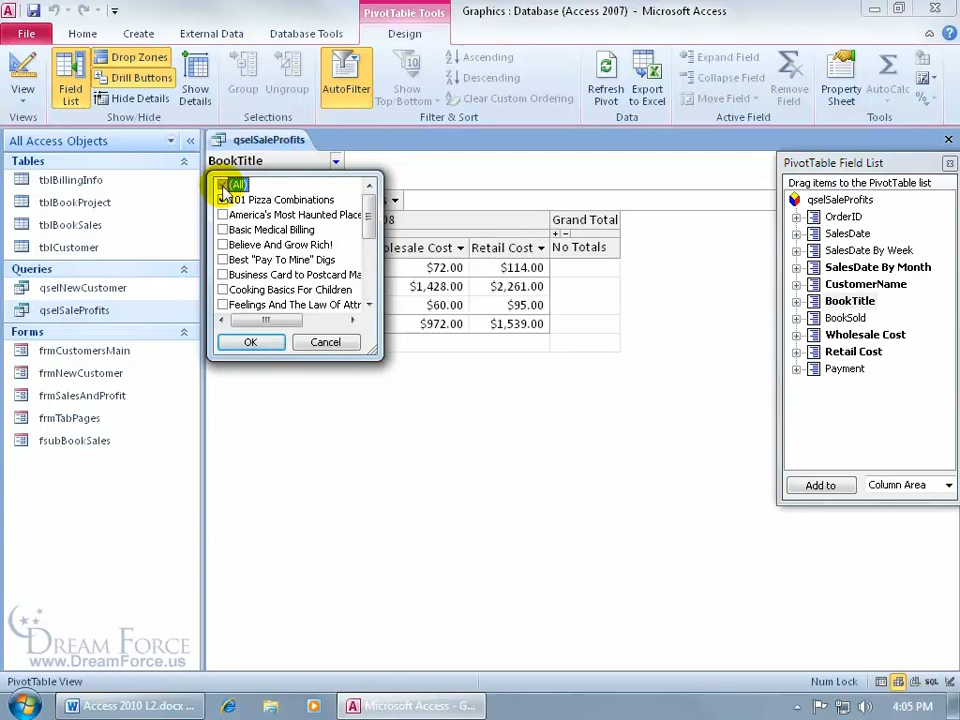 PivotTable Tools
Graphics : Database (Access 2007) - Microsoft Access
File
Home
Create
External Data
Database Tools
Design
View
Field List
Drop Zones
Drill Buttons
Hide Details
Show Details
Group
Ungroup
AutoFilter
Show Top/Bottom
Ascending
Descending
Clear Custom Ordering
Refresh Pivot
Export to Excel
Expand Field
Collapse Field
Move Field
Remove Field
Property Sheet
AutoCalc
Views
Show/Hide
Selections
Filter & Sort
Data
Active Field
Tools
All Access Objects
Tables
tblBillingInfo
tblBookProject
tblBookSales
tblCustomer
Queries
qselNewCustomer
qselSaleProfits
Forms
frmCustomersMain
frmNewCustomer
frmSalesAndProfit
frmTabPages
fsubBookSales
DREAM FORCE
www.DreamForce.us
qselSaleProfits
BookTitle
(All)
101 Pizza Combinations
America's Most Haunted Place
Basic Medical Billing
Believe And Grow Rich!
Best "Pay To Mine" Digs
Business Card to Postcard Ma
Cooking Basics For Children
Feelings And The Law Of Attr
OK
Cancel
Grand Total
Retail Cost
No Totals
$72.00 $114.00
$1,428.00 $2,261.00
$60.00 $95.00
$972.00 $1,539.00
PivotTable Field List
Drag items to the PivotTable list
qselSaleProfits
OrderID
SalesDate
SalesDate By Week
SalesDate By Month
CustomerName
BookTitle
BookSold
Wholesale Cost
Retail Cost
Payment
Add to
Column Area
PivotTable View
Num Lock
SQL
Access 2010 L2.docx ...
Microsoft Access - G...
4:05 PM